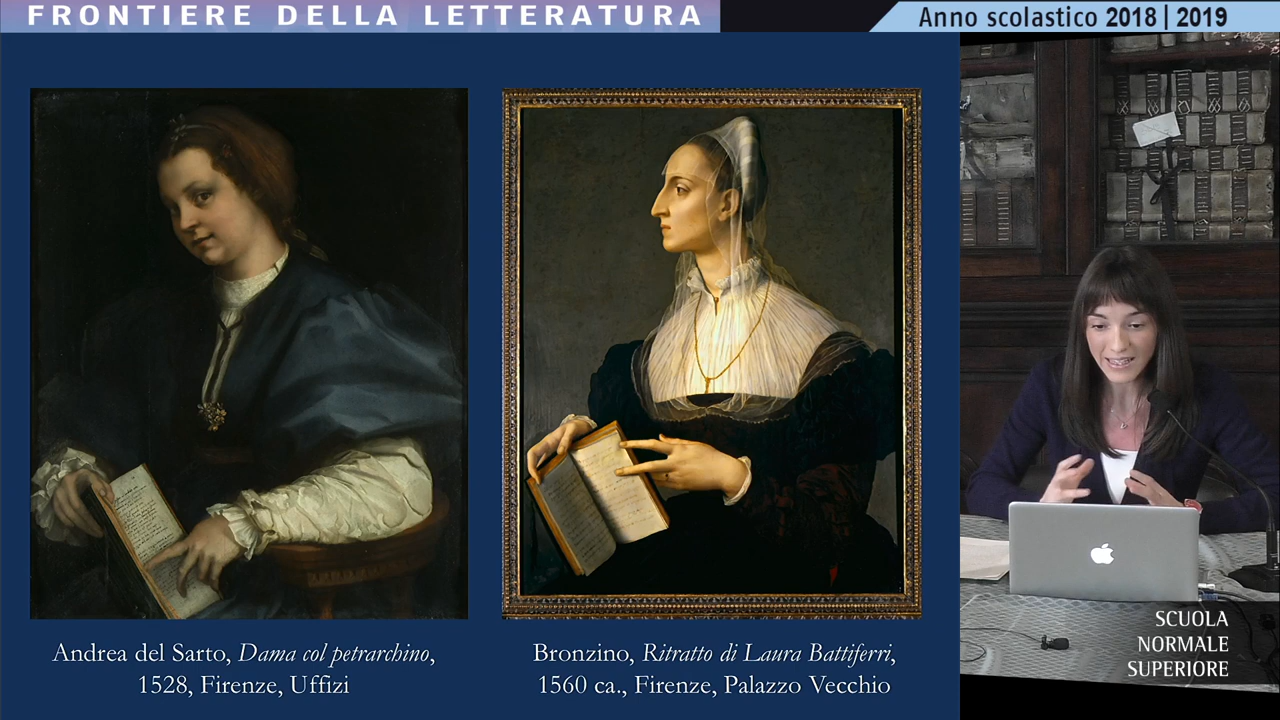 FRONTIERE DELLA LETTERATURA
Anno scolastico 2018 | 2019
Andrea del Sarto, Dama col petrarchino,
1528, Firenze, Uffizi
Bronzino, Ritratto di Laura Battiferri,
1560 ca., Firenze, Palazzo Vecchio
SCUOLA
NORMALE
SUPERIORE